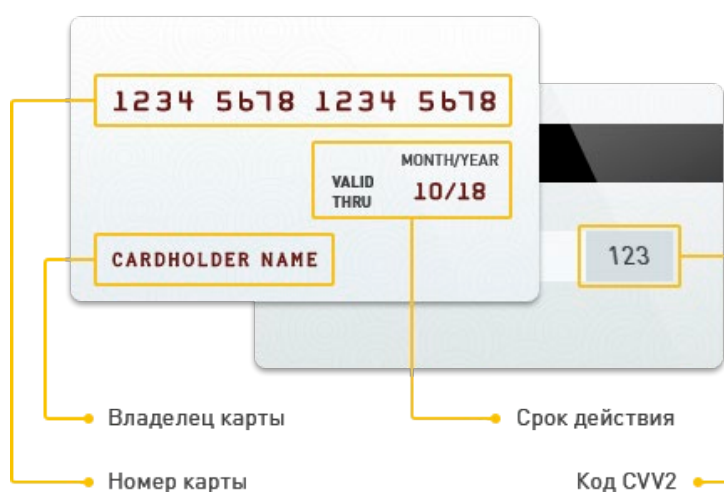 1234 5678 1234 5678
MONTH/YEAR
VALID
THRU
10/18
CARDHOLDER NAME
123
Владелец карты
Срок действия
Номер карты
Код CVV2